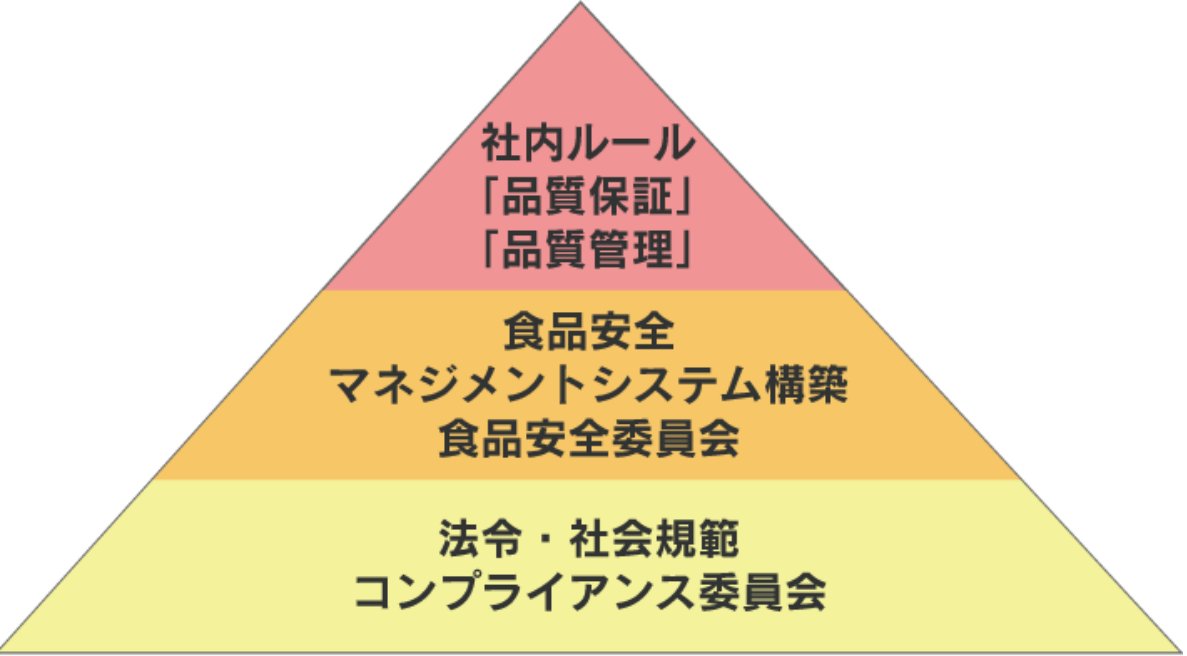 社内ルール
「品質保証」
「品質管理」
食品安全
マネジメントシステム構築
食品安全委員会
法令・社会規範
コンプライアンス委員会